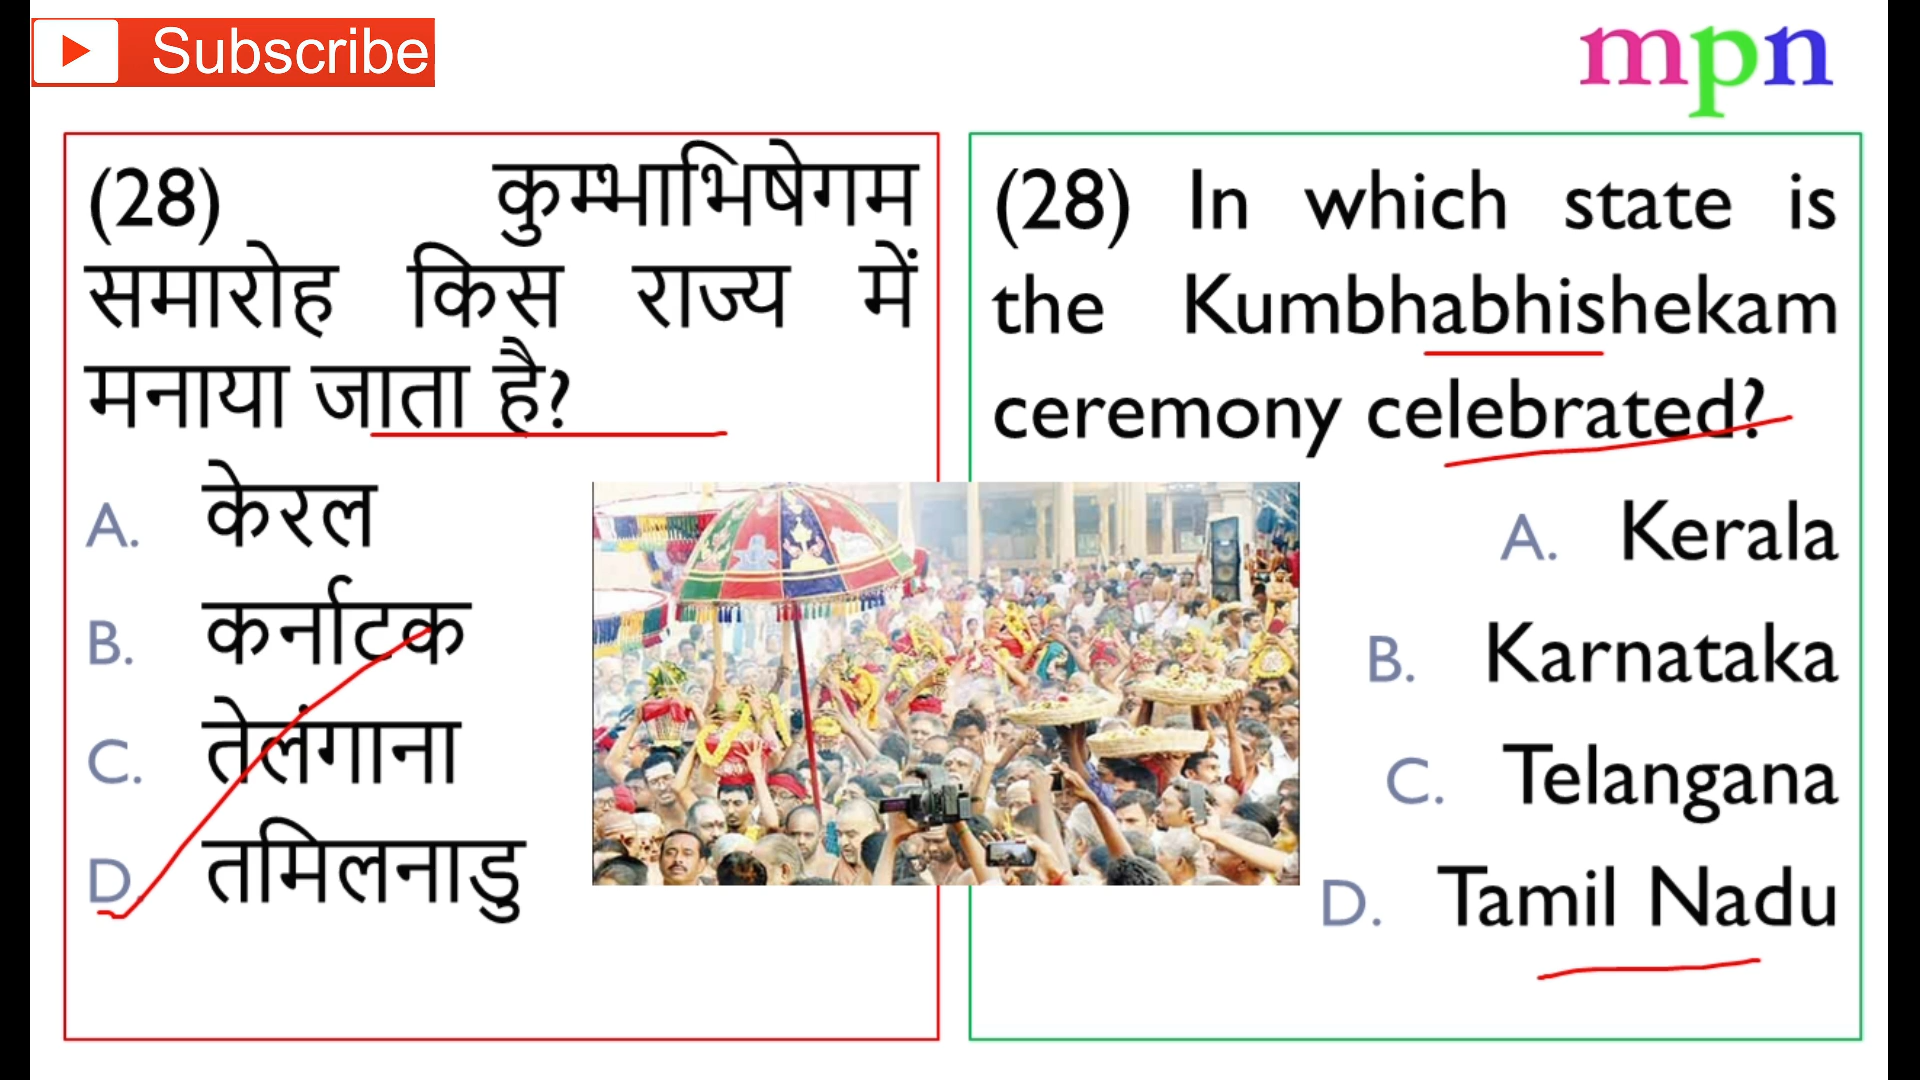 Subscribe
mpn
(28) कुम्भाभिषेगम
समारोह किस राज्य में
मनाया जाता है?
A. केरल
B. कर्नाटक
C. तेलंगाना
D. तमिलनाडु
(28) In which state is
the Kumbhabhishekam
ceremony celebrated?
A. Kerala
B. Karnataka
C. Telangana
D. Tamil Nadu